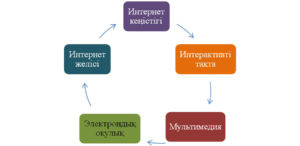 Интернет
кеңістігі
Интерактивті
тақта
Мультимедия
Электрондық
оқулық
Интернет
желісі